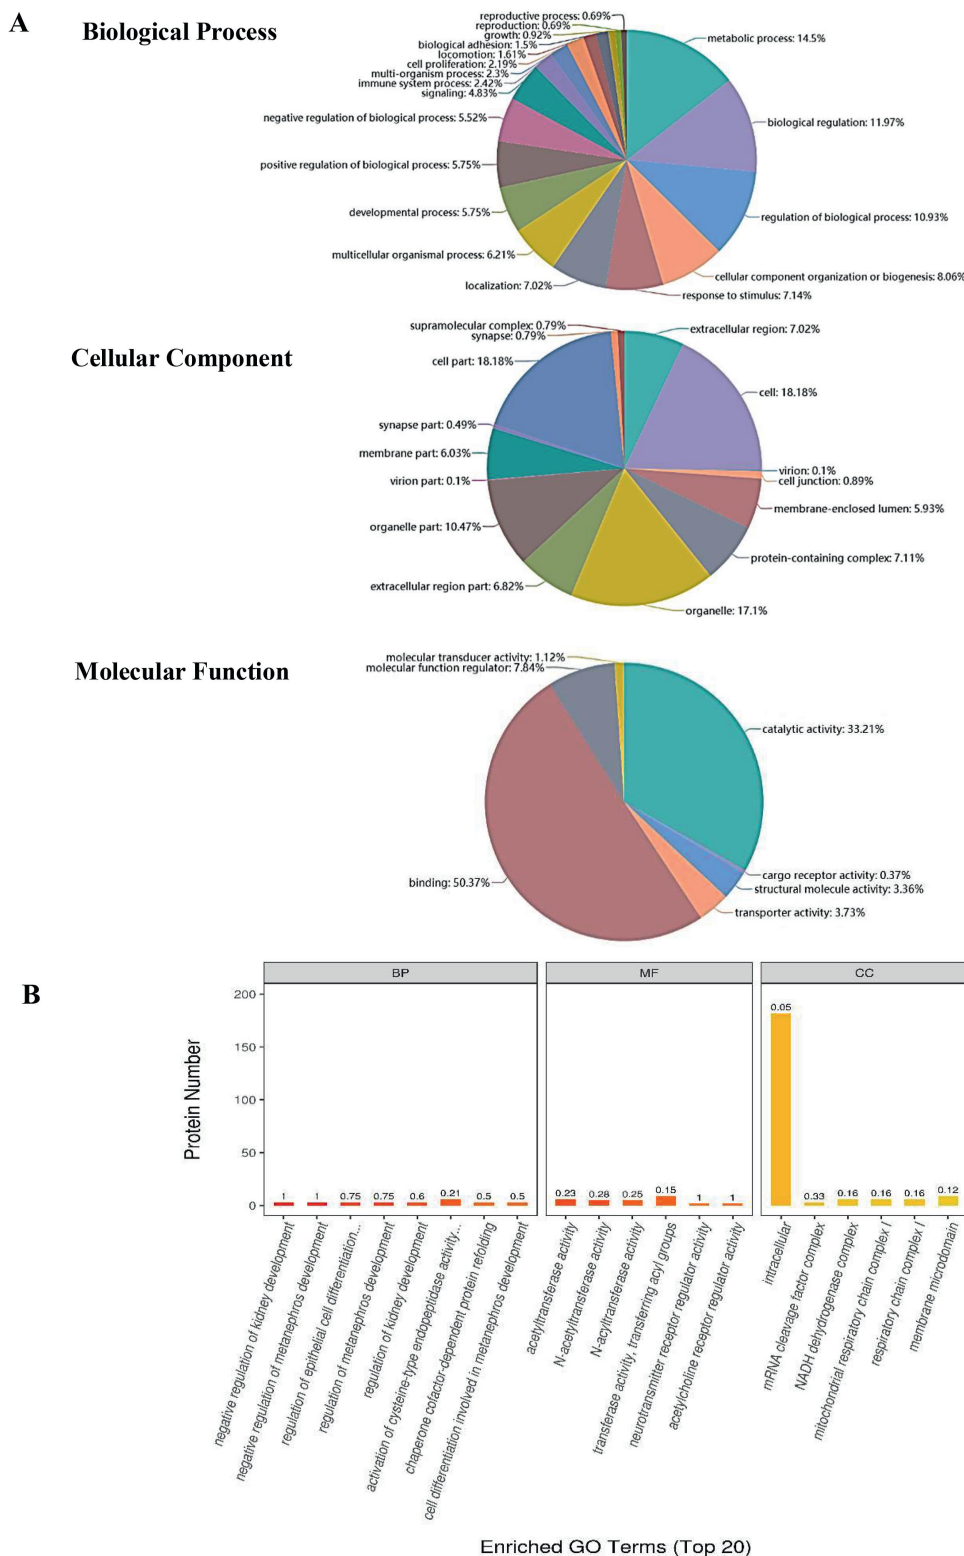 A
Biological Process
reproductive process: 0.69%
reproduction: 0.69%
growth: 0.92%
biological adhesion: 1.5%
locomotion: 1.61%
cell proliferation: 2.19%
multi-organism process: 2.3%
immune system process: 2.42%
signaling: 4.83%
negative regulation of biological process: 5.52%
positive regulation of biological process: 5.75%
developmental process: 5.75%
multicellular organismal process: 6.21%
localization: 7.02%
metabolic process: 14.5%
biological regulation: 11.97%
regulation of biological process: 10.93%
cellular component organization or biogenesis: 8.06%
response to stimulus: 7.14%
Cellular Component
supramolecular complex: 0.79%
synapse: 0.79%
cell part: 18.18%
synapse part: 0.49%
membrane part: 6.03%
virion part: 0.1%
organelle part: 10.47%
extracellular region part: 6.82%
extracellular region: 7.02%
cell: 18.18%
virion: 0.1%
cell junction: 0.89%
membrane-enclosed lumen: 5.93%
protein-containing complex: 7.11%
organelle: 17.1%
Molecular Function
molecular transducer activity: 1.12%
molecular function regulator: 7.84%
binding: 50.37%
catalytic activity: 33.21%
cargo receptor activity: 0.37%
structural molecule activity: 3.36%
transporter activity: 3.73%
B
BP
MF
CC
Protein Number
200
150
100
50
0
1
1
0.75
0.75
0.6
0.21
0.5
0.5
0.23
0.28
0.25
0.15
1
1
0.05
0.33
0.16
0.16
0.16
0.12
negative regulation of kidney development
negative regulation of metanephros development
regulation of epithelial cell differentiation...
regulation of metanephros development
regulation of kidney development
activation of cysteine-type endopeptidase activity...
chaperone cofactor-dependent protein refolding
cell differentiation involved in metanephros development
acetyltransferase activity
N-acetyltransferase activity
N-acyltransferase activity
transferase activity, transferring acyl groups
neurotransmitter receptor regulator activity
acetylcholine receptor regulator activity
intracellular
mRNA cleavage factor complex
NADH dehydrogenase complex
mitochondrial respiratory chain complex I
respiratory chain complex I
membrane microdomain
Enriched GO Terms (Top 20)